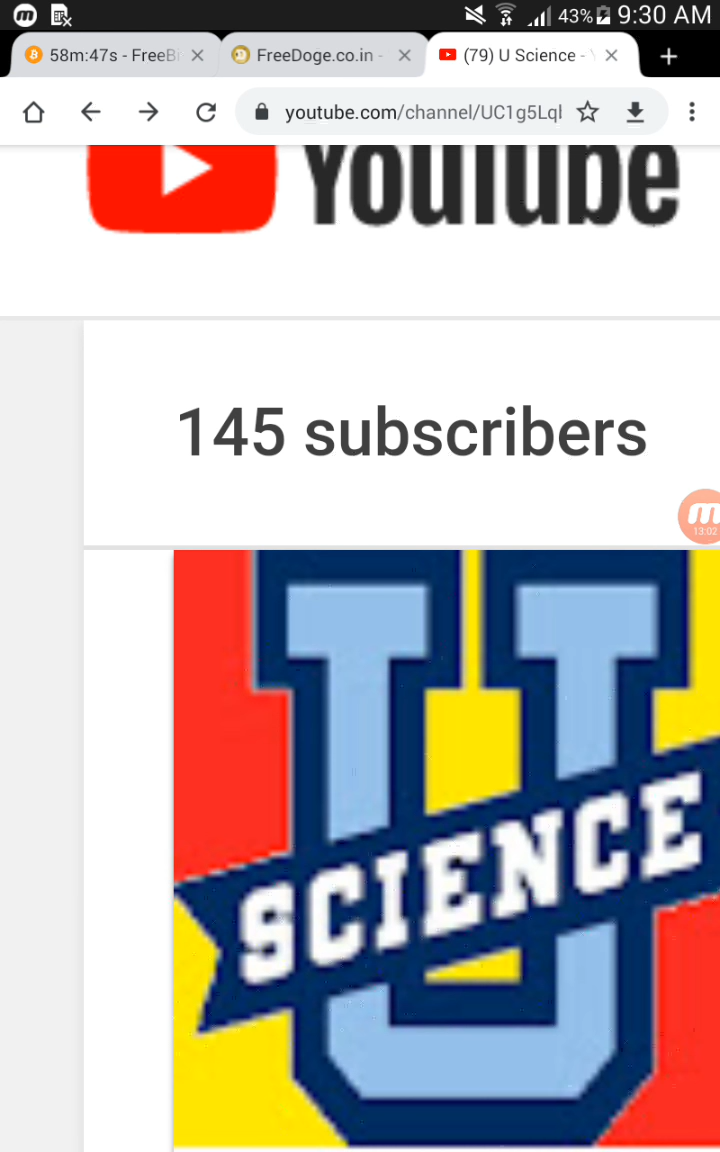 43% 9:30 AM
58m:47s - FreeBi
FreeDoge.co.in -
(79) U Science -
youtube.com/channel/UC1g5Lql
YouTube
145 subscribers
m
13:02
U
SCIENCE